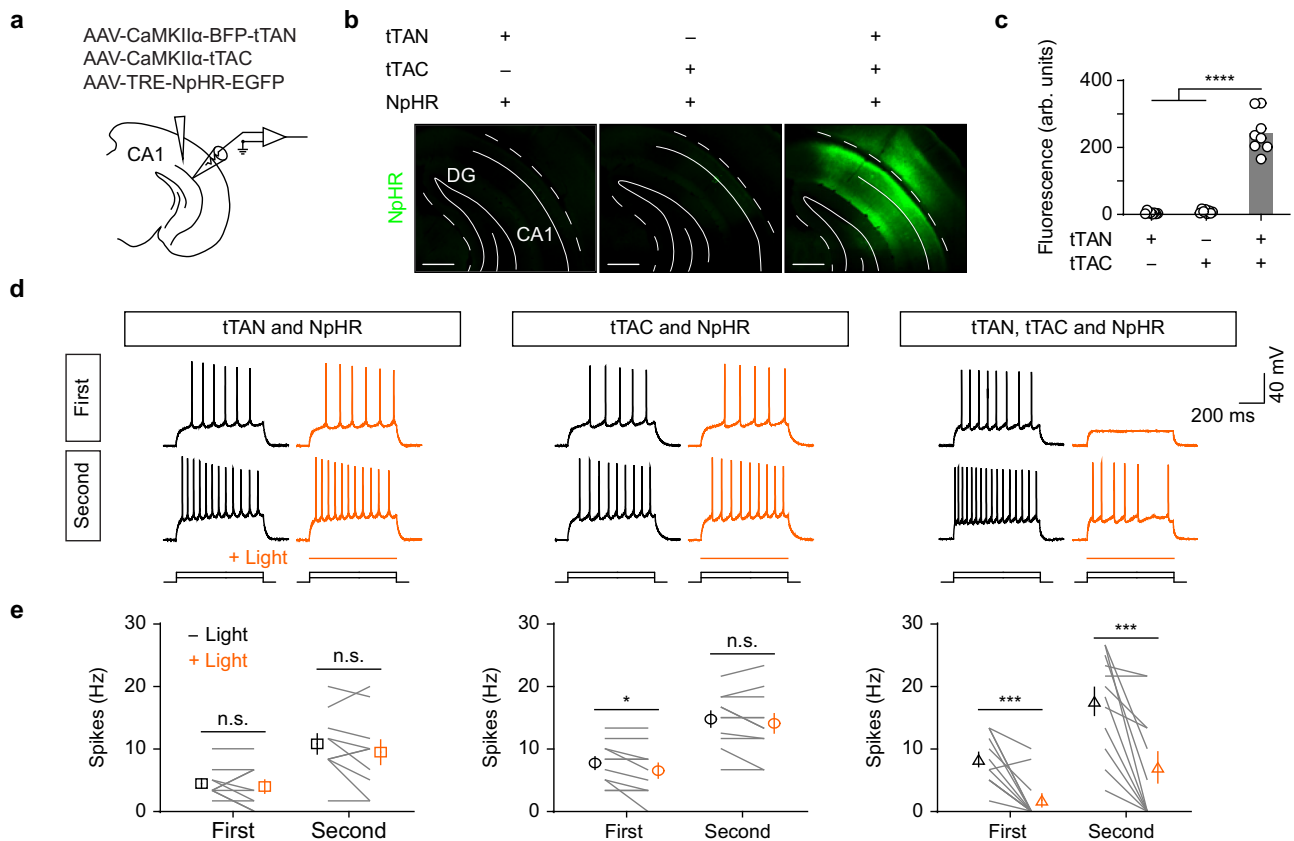 a
AAV-CaMKIIα-BFP-tTAN
AAV-CaMKIIα-tTAC
AAV-TRE-NpHR-EGFP
CA1
b
tTAN + – +
tTAC – + +
NpHR + + +
NpHR
DG
CA1
c
Fluorescence (arb. units)
400
200
0
****
tTAN + – +
tTAC – + +
d
tTAN and NpHR
tTAC and NpHR
tTAN, tTAC and NpHR
First
Second
40 mV
200 ms
+ Light
e
Spikes (Hz)
30
20
10
0
– Light
+ Light
n.s.
n.s.
First Second
Spikes (Hz)
30
20
10
0
*
n.s.
First Second
Spikes (Hz)
30
20
10
0
***
***
First Second